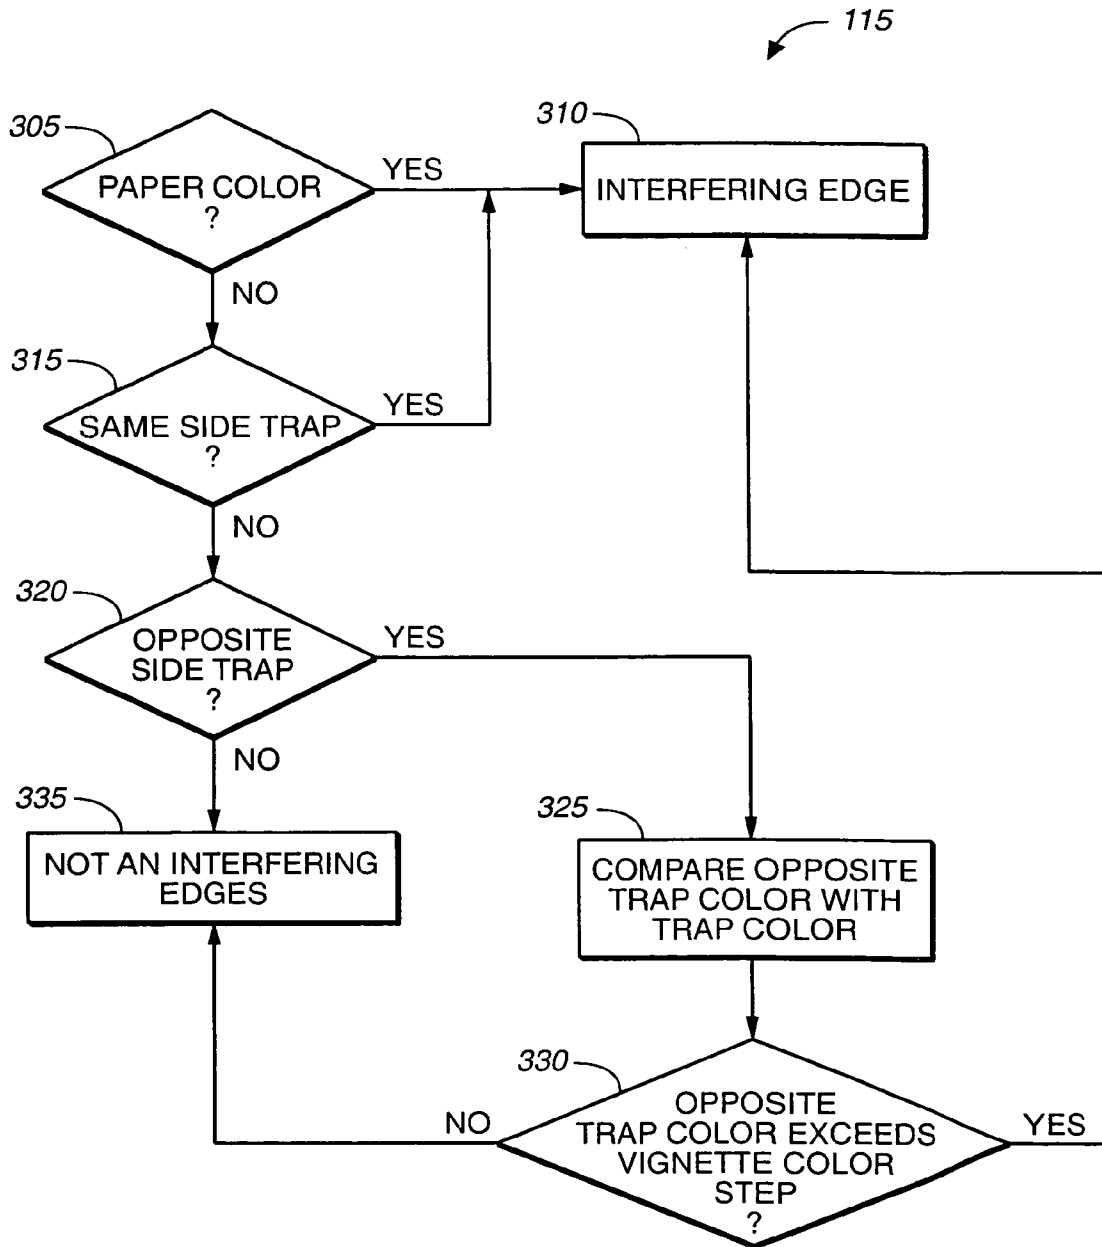 115
305
PAPER COLOR
?
YES
310
INTERFERING EDGE
NO
315
SAME SIDE TRAP
?
YES
NO
320
OPPOSITE
SIDE TRAP
?
YES
NO
335
NOT AN INTERFERING
EDGES
325
COMPARE OPPOSITE
TRAP COLOR WITH
TRAP COLOR
330
OPPOSITE
TRAP COLOR EXCEEDS
VIGNETTE COLOR
STEP
?
NO
YES